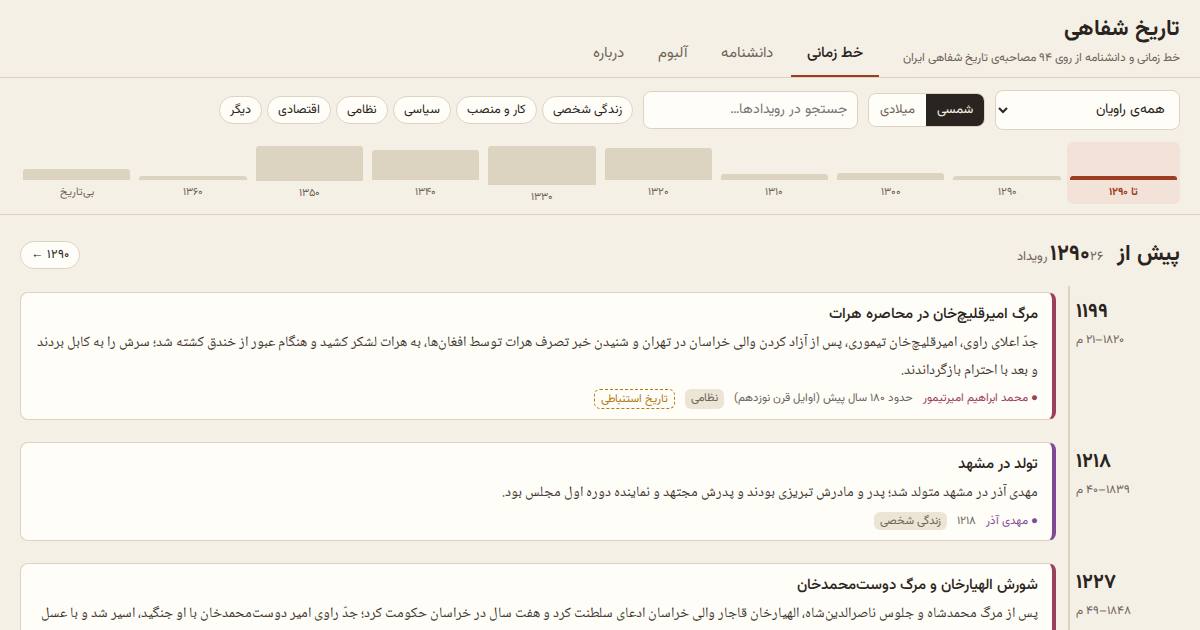 تاریخ شفاهی
خط زمانی و دانشنامه از روی ۹۴ مصاحبه‌ی تاریخ شفاهی ایران
خط زمانی
دانشنامه
آلبوم
درباره
همه‌ی راویان
شمسی
میلادی
جستجو در رویدادها...
زندگی شخصی
کار و منصب
سیاسی
نظامی
اقتصادی
دیگر
تا ۱۲۹۰
۱۲۹۰
۱۳۰۰
۱۳۱۰
۱۳۲۰
۱۳۳۰
۱۳۴۰
۱۳۵۰
۱۳۶۰
بی‌تاریخ
پیش از ۱۲۹۰ ۲۶ رویداد
۱۲۹۰ ←
۱۱۹۹
۱۸۲۰–۲۱ م
مرگ امیرقلیچ‌خان در محاصره هرات
جدّ اعلای راوی، امیرقلیچ‌خان تیموری، پس از آزاد کردن والی خراسان در تهران و شنیدن خبر تصرف هرات توسط افغان‌ها، به هرات لشکر کشید و هنگام عبور از خندق کشته شد؛ سرش را به کابل بردند
و بعد با احترام بازگرداندند.
● محمد ابراهیم امیرتیمور حدود ۱۸۰ سال پیش (اوایل قرن نوزدهم) نظامی تاریخ استنباطی
۱۲۱۸
۱۸۳۹–۴۰ م
تولد در مشهد
مهدی آذر در مشهد متولد شد؛ پدر و مادرش تبریزی بودند و پدرش مجتهد و نماینده دوره اول مجلس بود.
● مهدی آذر ۱۲۱۸ زندگی شخصی
۱۲۲۷
۱۸۴۸–۴۹ م
شورش الهیارخان و مرگ دوست‌محمدخان
پس از مرگ محمدشاه و جلوس ناصرالدین‌شاه، الهیارخان قاجار والی خراسان ادعای سلطنت کرد و هفت سال در خراسان حکومت کرد؛ جدّ راوی امیر دوست‌محمدخان با او جنگید، اسیر شد و با عسل